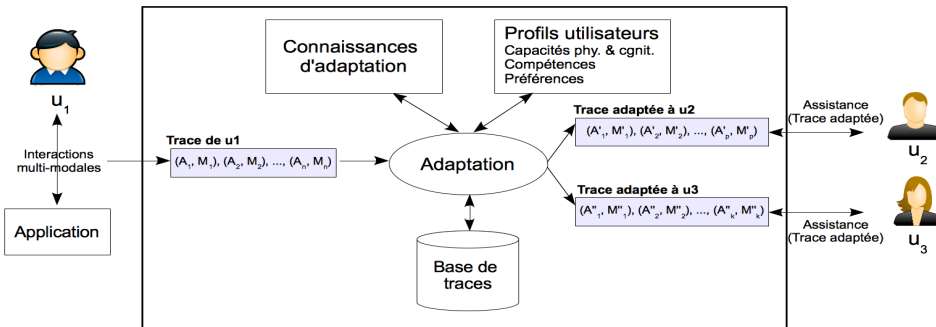 u1
Interactions
multi-modales
Application
Connaissances
d'adaptation
Profils utilisateurs
Capacités phy. & cgnit.
Compétences
Préférences
Trace de u1
(A1, M1), (A2, M2), ..., (An, Mn)
Adaptation
Base de
traces
Trace adaptée à u2
(A'1, M'1), (A'2, M'2), ..., (A'p, M'p)
Trace adaptée à u3
(A"1, M"1), (A"2, M"2), ..., (A"k, M"k)
Assistance
(Trace adaptée)
u2
Assistance
(Trace adaptée)
u3